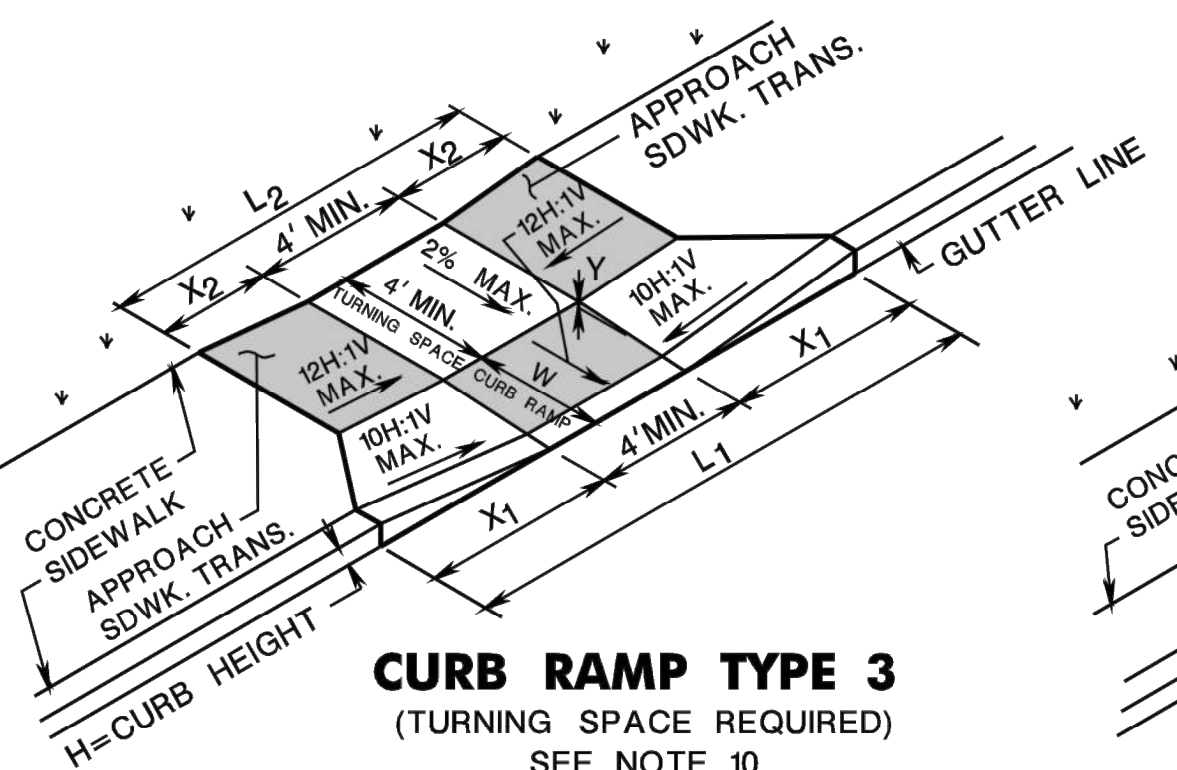 APPROACH
SDWK. TRANS.
X2
L2
4' MIN.
X2
12H:1V
MAX.
2% MAX.
Y
10H:1V
MAX.
GUTTER LINE
4' MIN.
TURNING SPACE
12H:1V
MAX.
W
CURB RAMP
X1
10H:1V
MAX.
4' MIN.
L1
X1
CONCRETE
SIDEWALK
APPROACH
SDWK. TRANS.
H=CURB HEIGHT
CONC
SIDE
CURB RAMP TYPE 3
(TURNING SPACE REQUIRED)
SEE NOTE 10